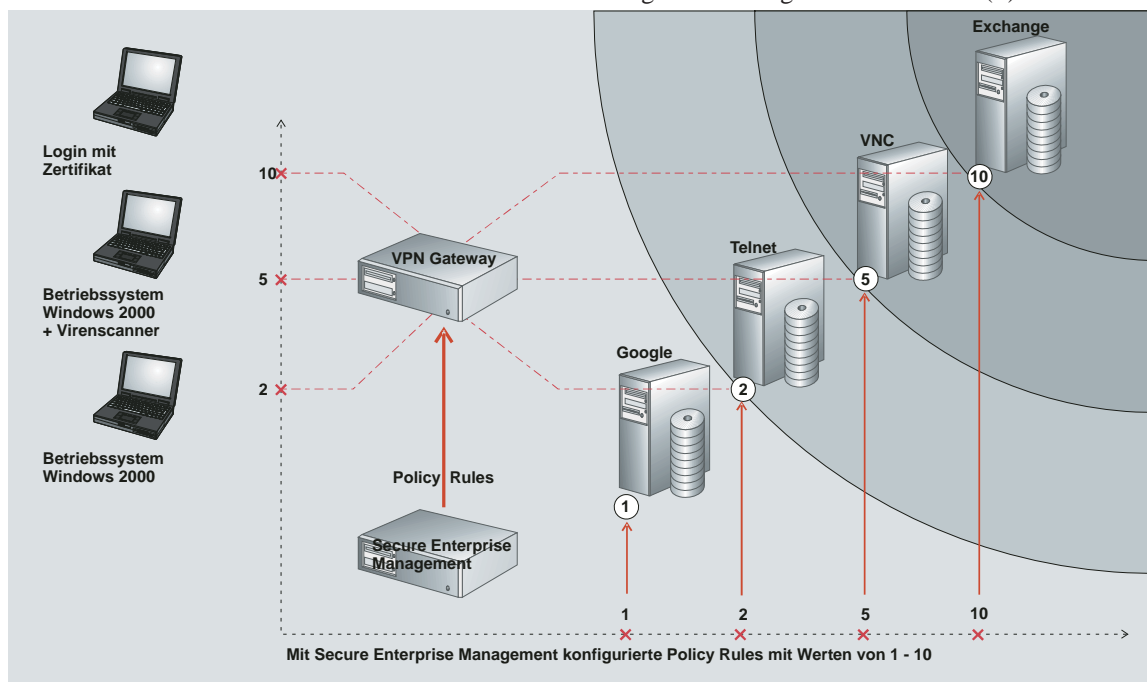 Exchange
VNC
Telnet
Google
Login mit
Zertifikat
Betriebssystem
Windows 2000
+ Virenscanner
Betriebssystem
Windows 2000
10
5
2
VPN Gateway
Policy Rules
Secure Enterprise
Management
10
5
2
1
1
2
5
10
Mit Secure Enterprise Management konfigurierte Policy Rules mit Werten von 1 - 10